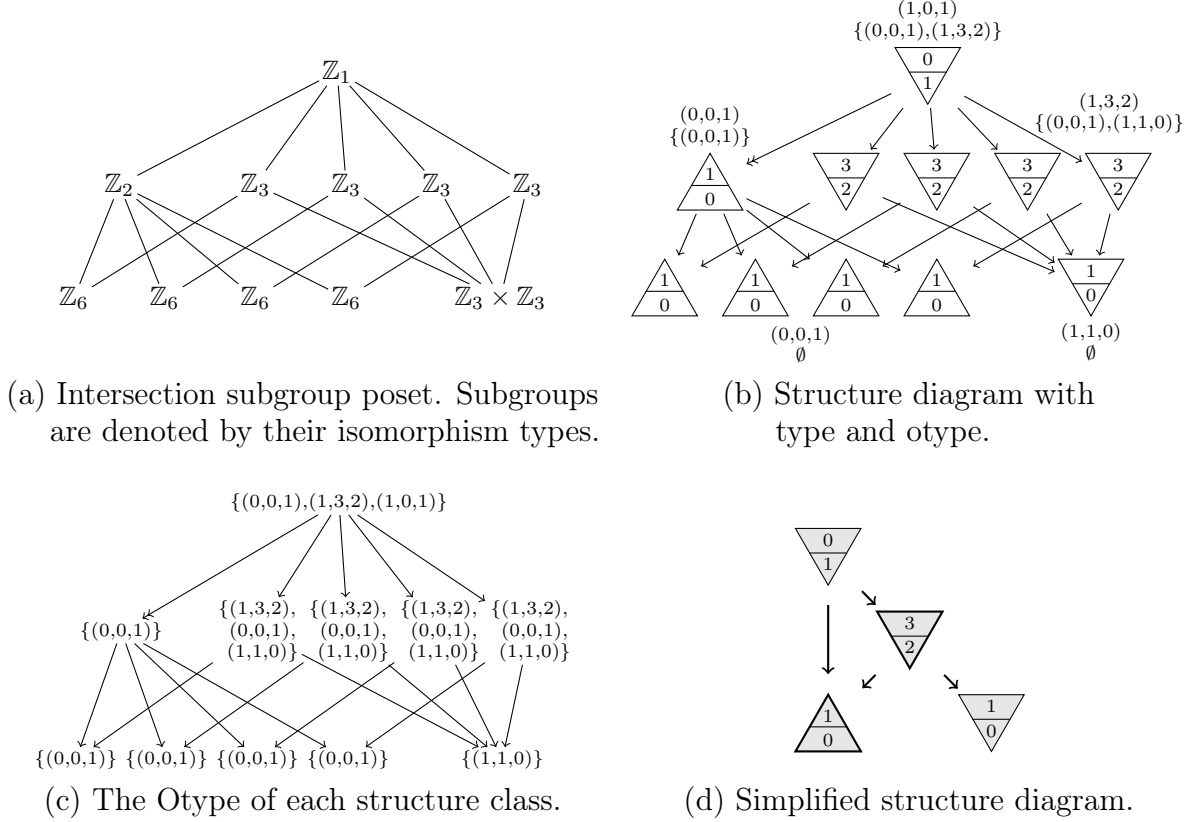 ℤ₁
ℤ₂ ℤ₃ ℤ₃ ℤ₃ ℤ₃
ℤ₆ ℤ₆ ℤ₆ ℤ₆ ℤ₃ × ℤ₃
(a) Intersection subgroup poset. Subgroups
are denoted by their isomorphism types.
(1,0,1)
{(0,0,1),(1,3,2)}
0
1
(0,0,1)
{(0,0,1)}
(1,3,2)
{(0,0,1),(1,1,0)}
1 3 3 3 3
0 2 2 2 2
1 1 1 1 1
0 0 0 0 0
(0,0,1) (1,1,0)
∅ ∅
(b) Structure diagram with
type and otype.
{(0,0,1),(1,3,2),(1,0,1)}
{(0,0,1)}
{(1,3,2), {(1,3,2), {(1,3,2), {(1,3,2),
(0,0,1), (0,0,1), (0,0,1), (0,0,1),
(1,1,0)} (1,1,0)} (1,1,0)} (1,1,0)}
{(0,0,1)} {(0,0,1)} {(0,0,1)} {(0,0,1)} {(1,1,0)}
(c) The Otype of each structure class.
0
1
3
2
1 1
0 0
(d) Simplified structure diagram.